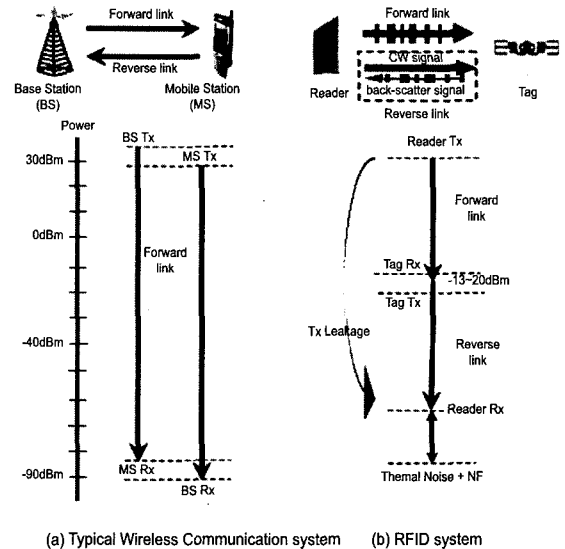 Forward link
Reverse link
Base Station
(BS)
Mobile Station
(MS)
Forward link
CW signal
back-scatter signal
Reader
Reverse link
Tag
Power
30dBm
0dBm
-40dBm
-90dBm
BS Tx
MS Tx
Forward
link
MS Rx
BS Rx
Reader Tx
Forward
link
Tag Rx
-13~20dBm
Tag Tx
Tx Leakage
Reverse
link
Reader Rx
Thermal Noise + NF
(a) Typical Wireless Communication system
(b) RFID system